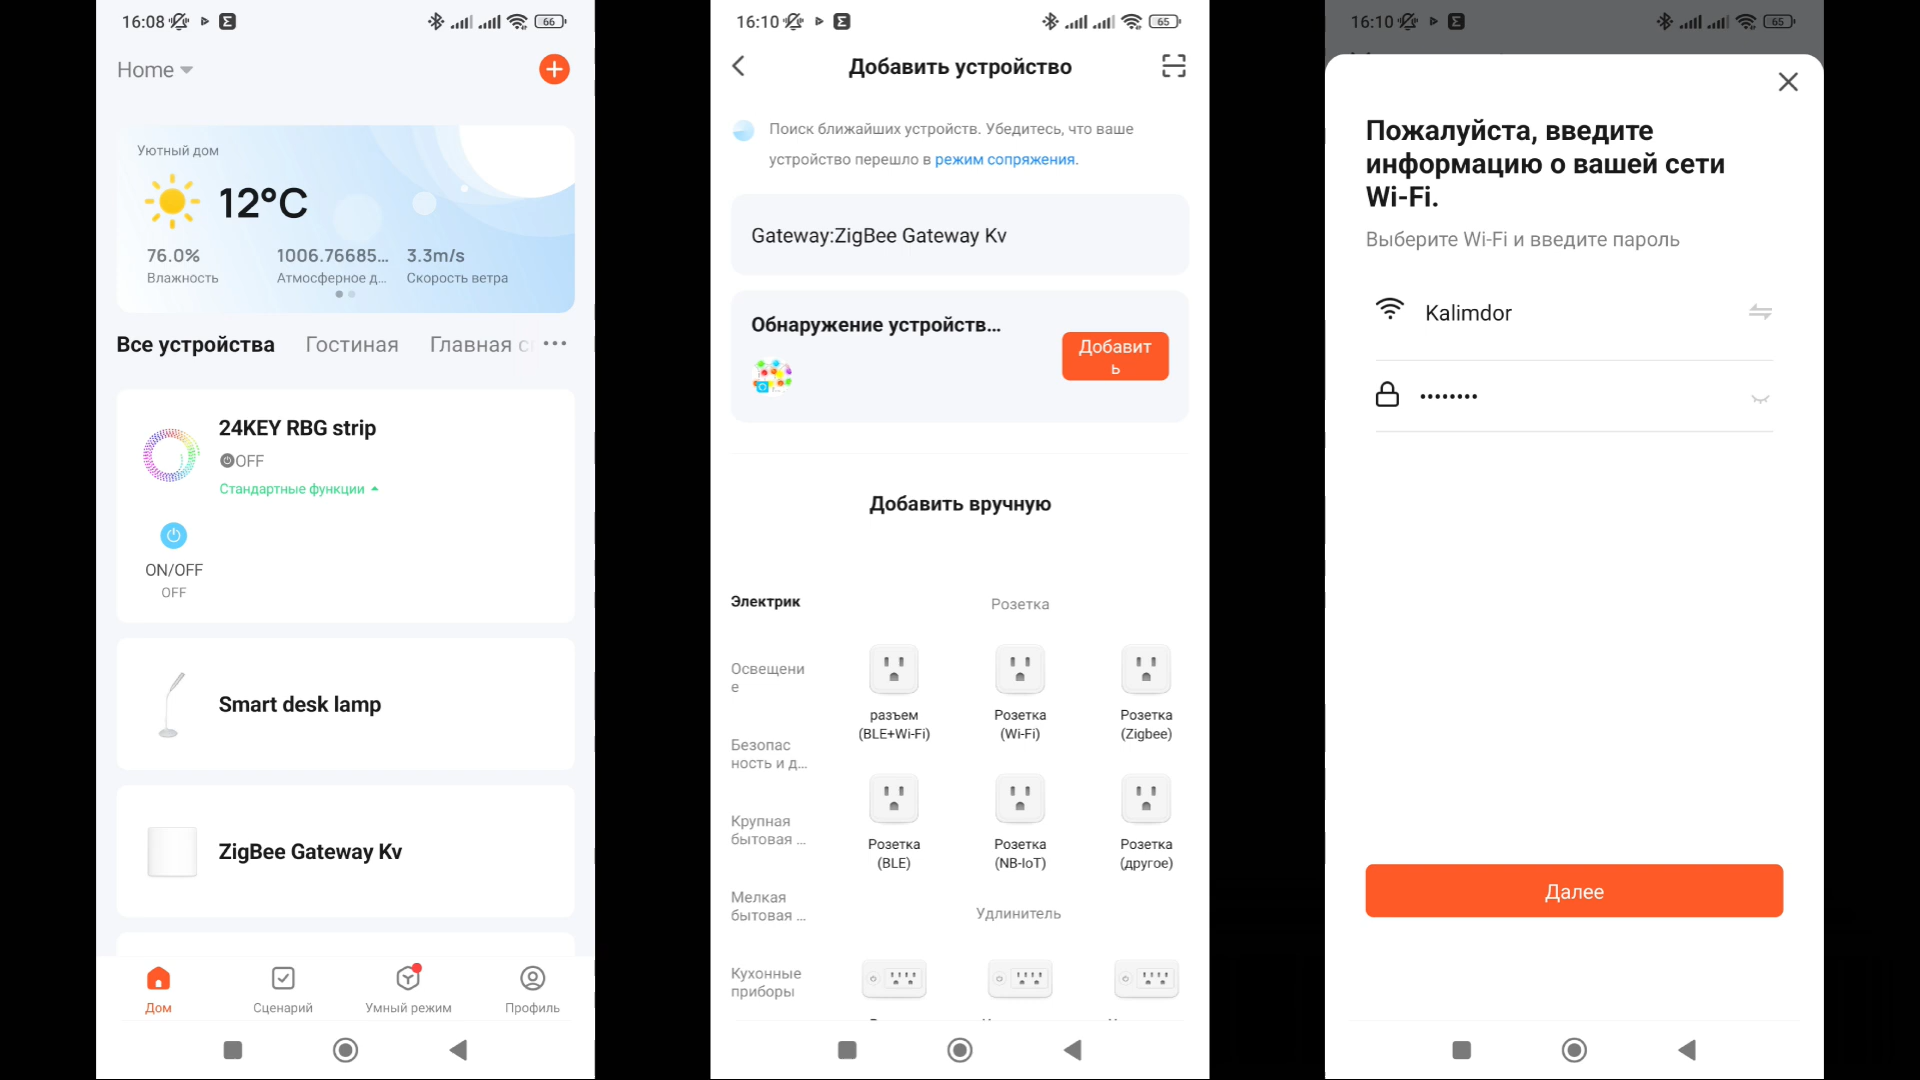 16:08
66
Home
Уютный дом
12°C
76.0%
1006.76685...
3.3m/s
Влажность
Атмосферное д...
Скорость ветра
Все устройства
Гостиная
Главная
24KEY RBG strip
OFF
Стандартные функции
ON/OFF
OFF
Smart desk lamp
ZigBee Gateway Kv
Дом
Сценарий
Умный режим
Профиль
16:10
65
Добавить устройство
Поиск ближайших устройств. Убедитесь, что ваше
устройство перешло в режим сопряжения.
Gateway:ZigBee Gateway Kv
Обнаружение устройств...
Добавит
ь
Добавить вручную
Электрик
Розетка
Освещени
е
разъем
(BLE+Wi-Fi)
Розетка
(Wi-Fi)
Розетка
(Zigbee)
Безопас
ность и д...
Крупная
бытовая ...
Розетка
(BLE)
Розетка
(NB-IoT)
Розетка
(другое)
Мелкая
бытовая ...
Удлинитель
Кухонные
приборы
16:10
65
Пожалуйста, введите
информацию о вашей сети
Wi-Fi.
Выберите Wi-Fi и введите пароль
Kalimdor
••••••••
Далее